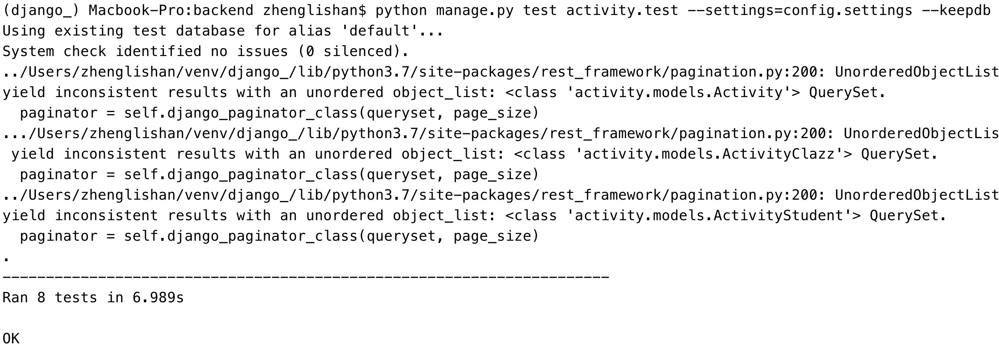 (django_) Macbook-Pro:backend zhenglishan$ python manage.py test activity.test --settings=config.settings --keepdb
Using existing test database for alias 'default'...
System check identified no issues (0 silenced).
../Users/zhenglishan/venv/django_/lib/python3.7/site-packages/rest_framework/pagination.py:200: UnorderedObjectList
yield inconsistent results with an unordered object_list: <class 'activity.models.Activity'> QuerySet.
  paginator = self.django_paginator_class(queryset, page_size)
.../Users/zhenglishan/venv/django_/lib/python3.7/site-packages/rest_framework/pagination.py:200: UnorderedObjectLis
 yield inconsistent results with an unordered object_list: <class 'activity.models.ActivityClazz'> QuerySet.
  paginator = self.django_paginator_class(queryset, page_size)
../Users/zhenglishan/venv/django_/lib/python3.7/site-packages/rest_framework/pagination.py:200: UnorderedObjectList
yield inconsistent results with an unordered object_list: <class 'activity.models.ActivityStudent'> QuerySet.
  paginator = self.django_paginator_class(queryset, page_size)
.
----------------------------------------------------------------------
Ran 8 tests in 6.989s

OK